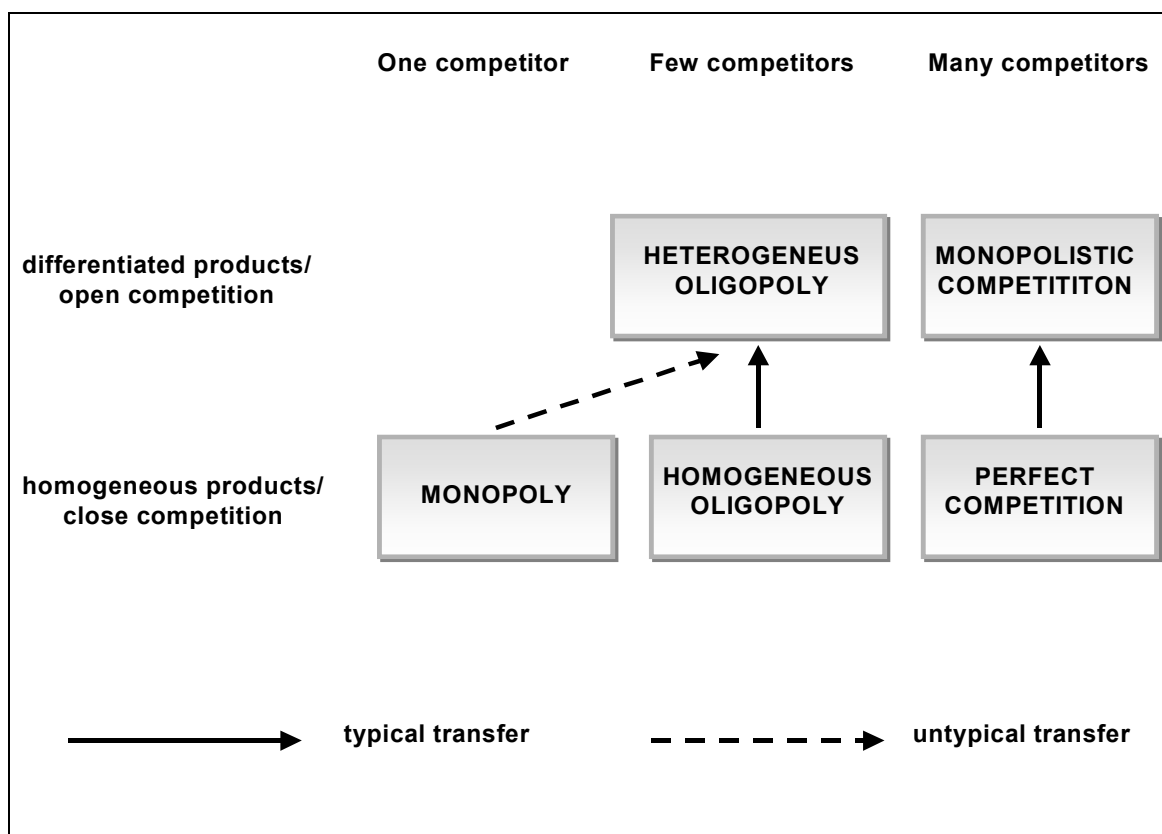 One competitor
Few competitors
Many competitors
differentiated products/
open competition
HETEROGENEUS
OLIGOPOLY
MONOPOLISTIC
COMPETITITON
homogeneous products/
close competition
MONOPOLY
HOMOGENEOUS
OLIGOPOLY
PERFECT
COMPETITION
typical transfer
untypical transfer